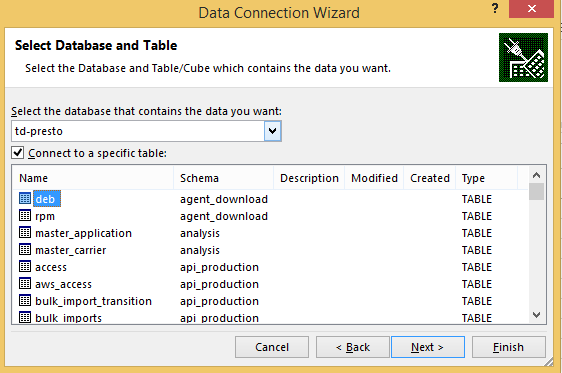 Data Connection Wizard
?
Select Database and Table
Select the Database and Table/Cube which contains the data you want.
Select the database that contains the data you want:
td-presto
Connect to a specific table:
Name Schema Description Modified Created Type
deb agent_download TABLE
rpm agent_download TABLE
master_application analysis TABLE
master_carrier analysis TABLE
access api_production TABLE
aws_access api_production TABLE
bulk_import_transition api_production TABLE
bulk_imports api_production TABLE
Cancel < Back Next > Finish